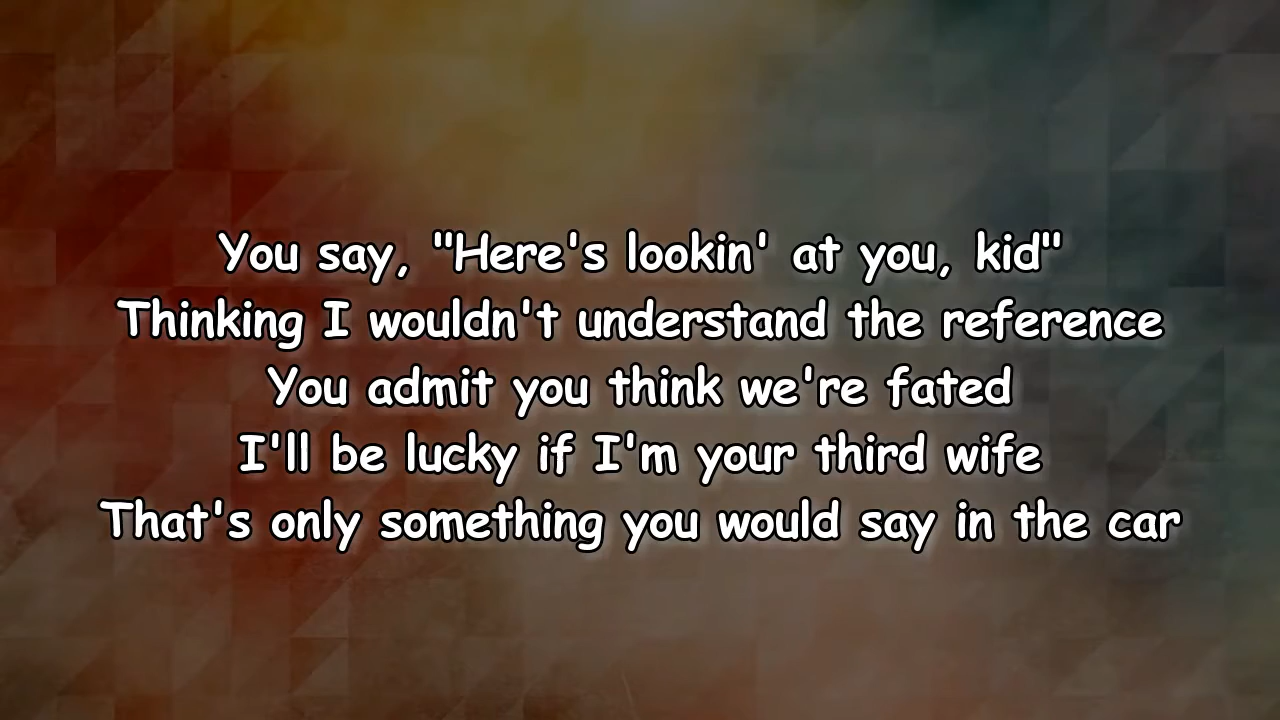 You say, "Here's lookin' at you, kid"
Thinking I wouldn't understand the reference
You admit you think we're fated
I'll be lucky if I'm your third wife
That's only something you would say in the car